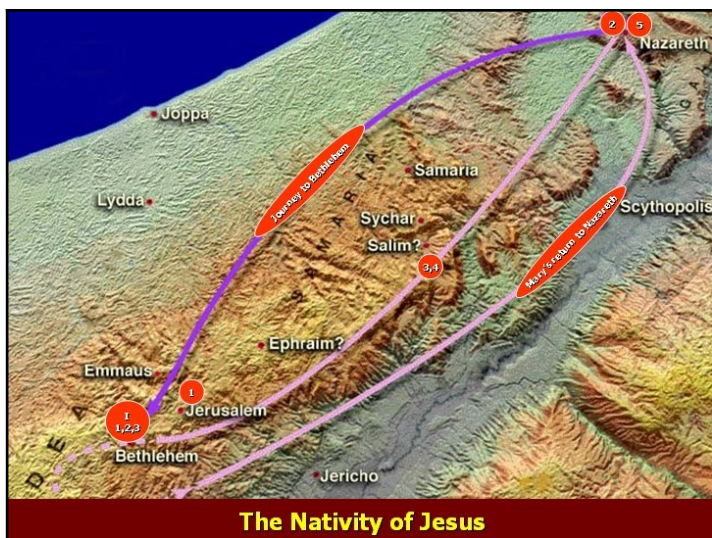 2 5
Nazareth
G A
Joppa
Journey to Bethlehem
Samaria
Lydda
Scythopolis
Sychar
Salim?
Mary's return to Nazareth
3,4
S A M A R I A
Ephraim?
Emmaus
1
Jerusalem
I
1,2,3
Bethlehem
D E A
Jericho
The Nativity of Jesus